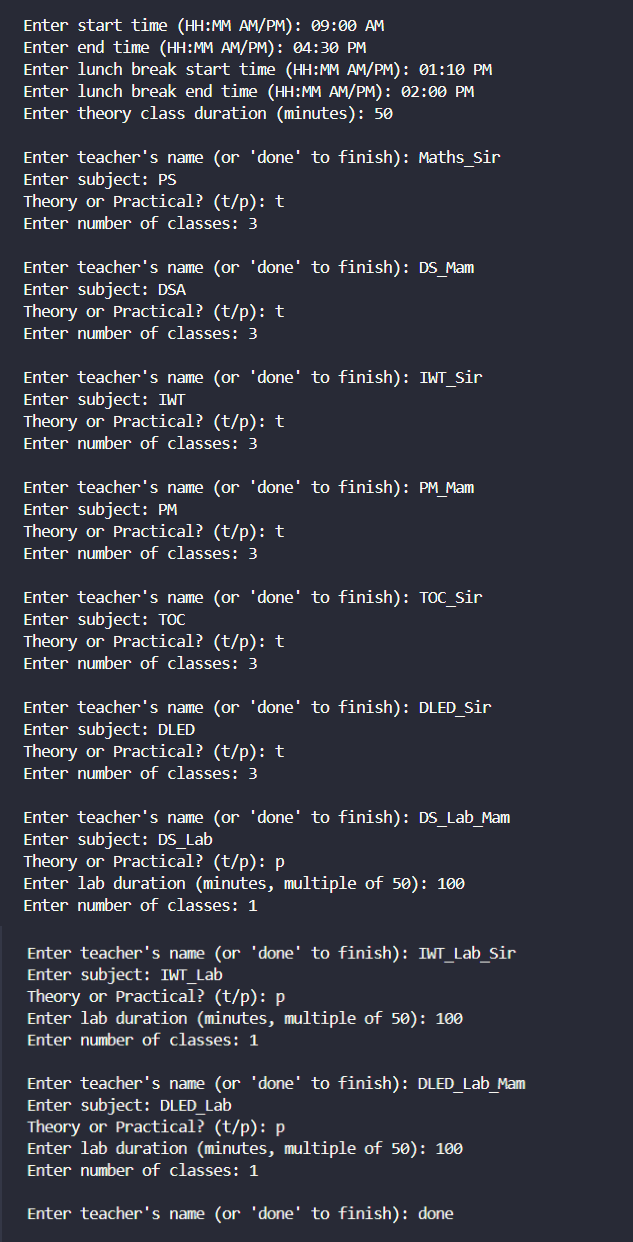 Enter start time (HH:MM AM/PM): 09:00 AM
Enter end time (HH:MM AM/PM): 04:30 PM
Enter lunch break start time (HH:MM AM/PM): 01:10 PM
Enter lunch break end time (HH:MM AM/PM): 02:00 PM
Enter theory class duration (minutes): 50

Enter teacher's name (or 'done' to finish): Maths_Sir
Enter subject: PS
Theory or Practical? (t/p): t
Enter number of classes: 3

Enter teacher's name (or 'done' to finish): DS_Mam
Enter subject: DSA
Theory or Practical? (t/p): t
Enter number of classes: 3

Enter teacher's name (or 'done' to finish): IWT_Sir
Enter subject: IWT
Theory or Practical? (t/p): t
Enter number of classes: 3

Enter teacher's name (or 'done' to finish): PM_Mam
Enter subject: PM
Theory or Practical? (t/p): t
Enter number of classes: 3

Enter teacher's name (or 'done' to finish): TOC_Sir
Enter subject: TOC
Theory or Practical? (t/p): t
Enter number of classes: 3

Enter teacher's name (or 'done' to finish): DLED_Sir
Enter subject: DLED
Theory or Practical? (t/p): t
Enter number of classes: 3

Enter teacher's name (or 'done' to finish): DS_Lab_Mam
Enter subject: DS_Lab
Theory or Practical? (t/p): p
Enter lab duration (minutes, multiple of 50): 100
Enter number of classes: 1

Enter teacher's name (or 'done' to finish): IWT_Lab_Sir
Enter subject: IWT_Lab
Theory or Practical? (t/p): p
Enter lab duration (minutes, multiple of 50): 100
Enter number of classes: 1

Enter teacher's name (or 'done' to finish): DLED_Lab_Mam
Enter subject: DLED_Lab
Theory or Practical? (t/p): p
Enter lab duration (minutes, multiple of 50): 100
Enter number of classes: 1

Enter teacher's name (or 'done' to finish): done